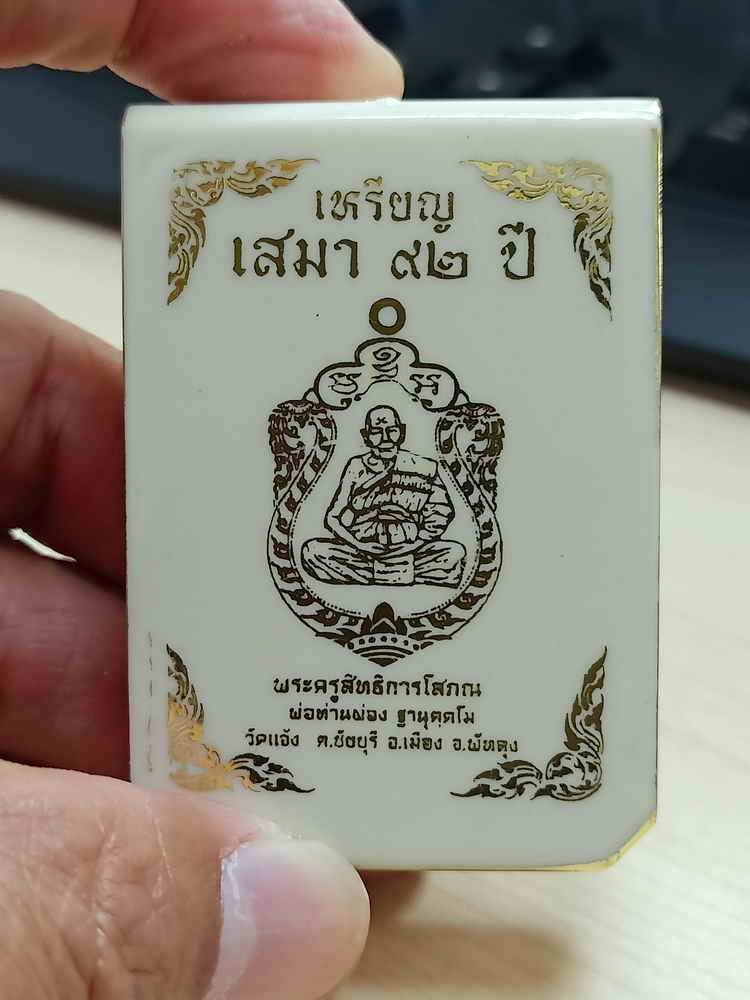 เหรียญ
เสมา ๙๒ ปี
พระครูสิทธิการโสภณ
พ่อท่านผ่อง ฐานุตฺตโม
วัดแจ้ง ต.ชัยบุรี อ.เมือง จ.พัทลุง